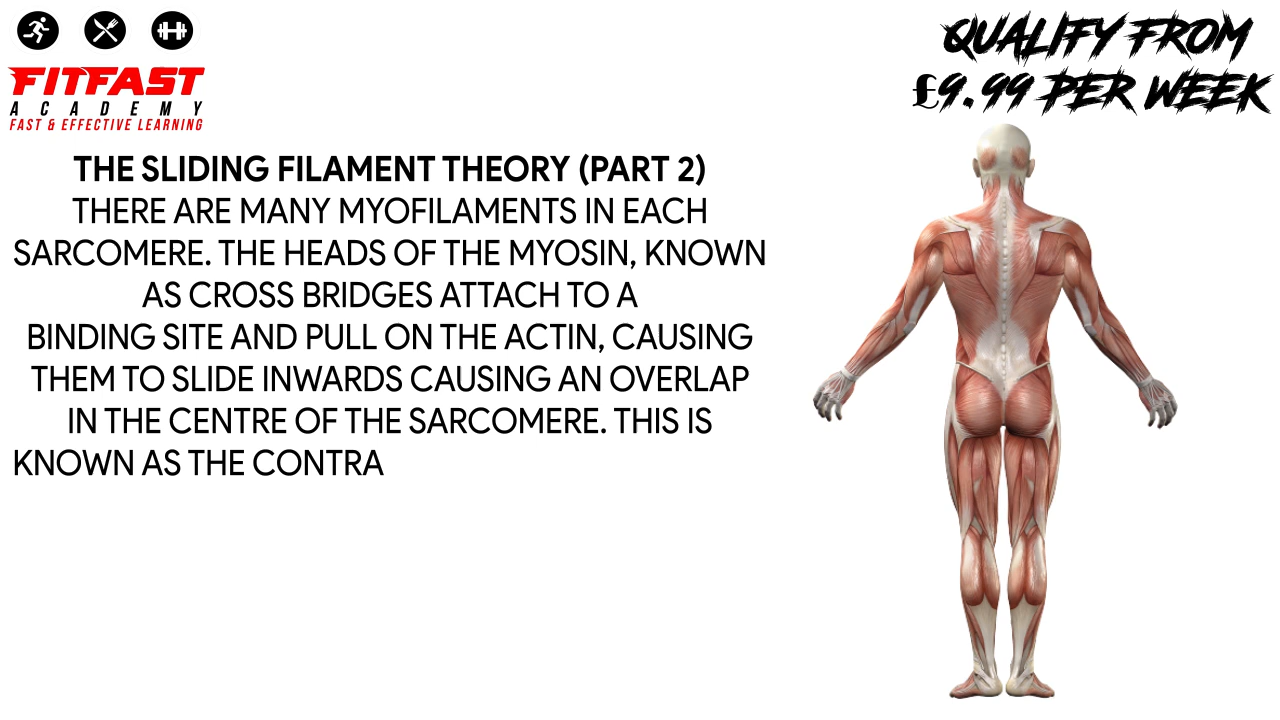 FITFAST
ACADEMY
FAST & EFFECTIVE LEARNING
QUALIFY FROM
£9.99 PER WEEK
THE SLIDING FILAMENT THEORY (PART 2)
THERE ARE MANY MYOFILAMENTS IN EACH
SARCOMERE. THE HEADS OF THE MYOSIN, KNOWN
AS CROSS BRIDGES ATTACH TO A
BINDING SITE AND PULL ON THE ACTIN, CAUSING
THEM TO SLIDE INWARDS CAUSING AN OVERLAP
IN THE CENTRE OF THE SARCOMERE. THIS IS
KNOWN AS THE CONTRA